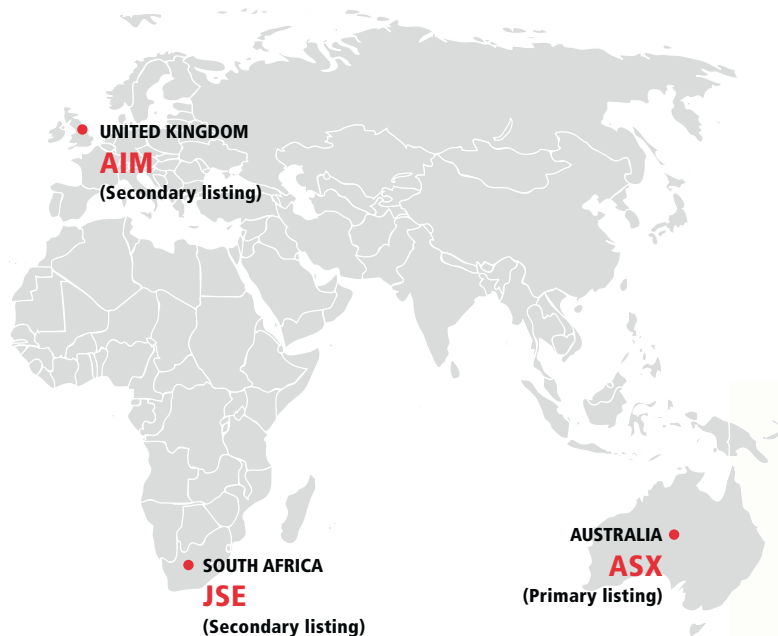 UNITED KINGDOM
AIM
(Secondary listing)
AUSTRALIA
ASX
(Primary listing)
SOUTH AFRICA
JSE
(Secondary listing)